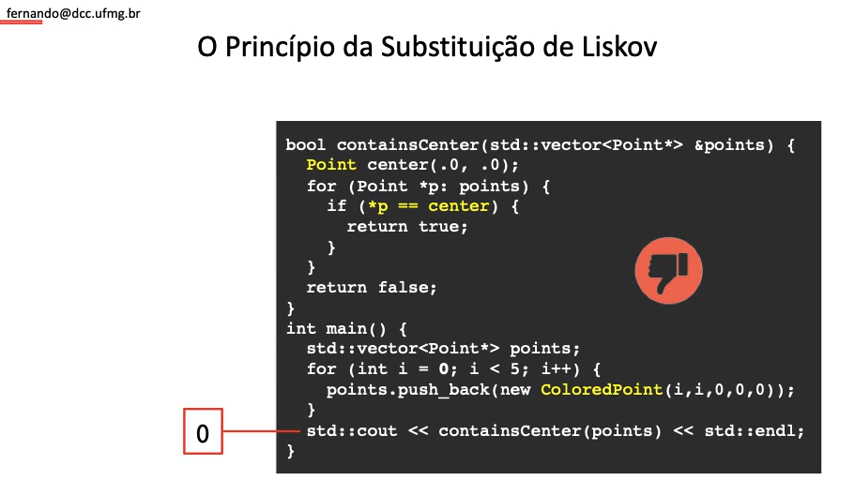 fernando@dcc.ufmg.br
O Princípio da Substituição de Liskov
bool containsCenter(std::vector<Point*> &points) {
  Point center(.0, .0);
  for (Point *p: points) {
    if (*p == center) {
      return true;
    }
  }
  return false;
}
int main() {
  std::vector<Point*> points;
  for (int i = 0; i < 5; i++) {
    points.push_back(new ColoredPoint(i,i,0,0,0));
  }
  std::cout << containsCenter(points) << std::endl;
}
0